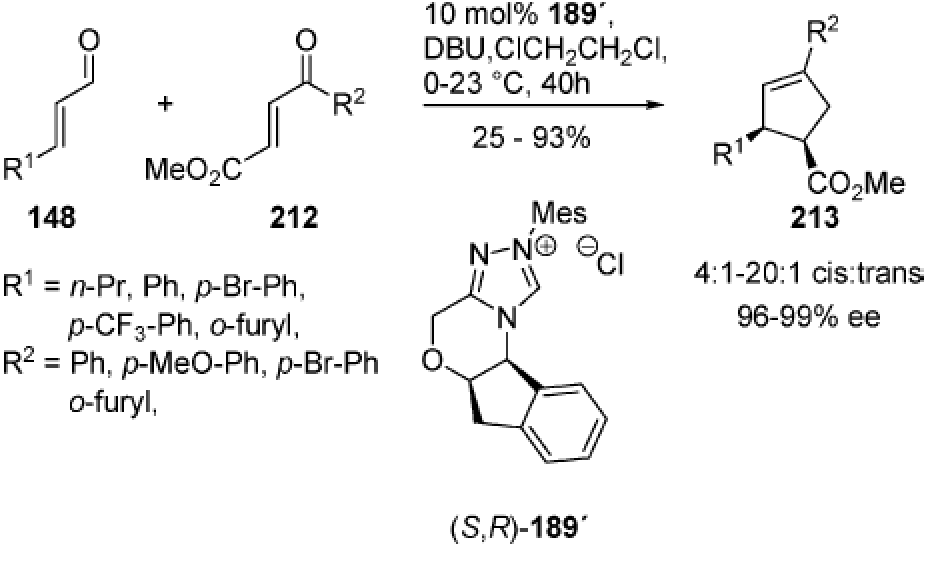 10 mol% 189´,
DBU,ClCH₂CH₂Cl,
0-23 °C, 40h
25 - 93%
O
R¹
148
+
O
R²
MeO₂C
212
R²
R¹
CO₂Me
213
4:1-20:1 cis:trans
96-99% ee
R¹ = n-Pr, Ph, p-Br-Ph,
p-CF₃-Ph, o-furyl,
R² = Ph, p-MeO-Ph, p-Br-Ph
o-furyl,
Mes
N N ⊕ ⊖Cl
N
O
(S,R)-189´